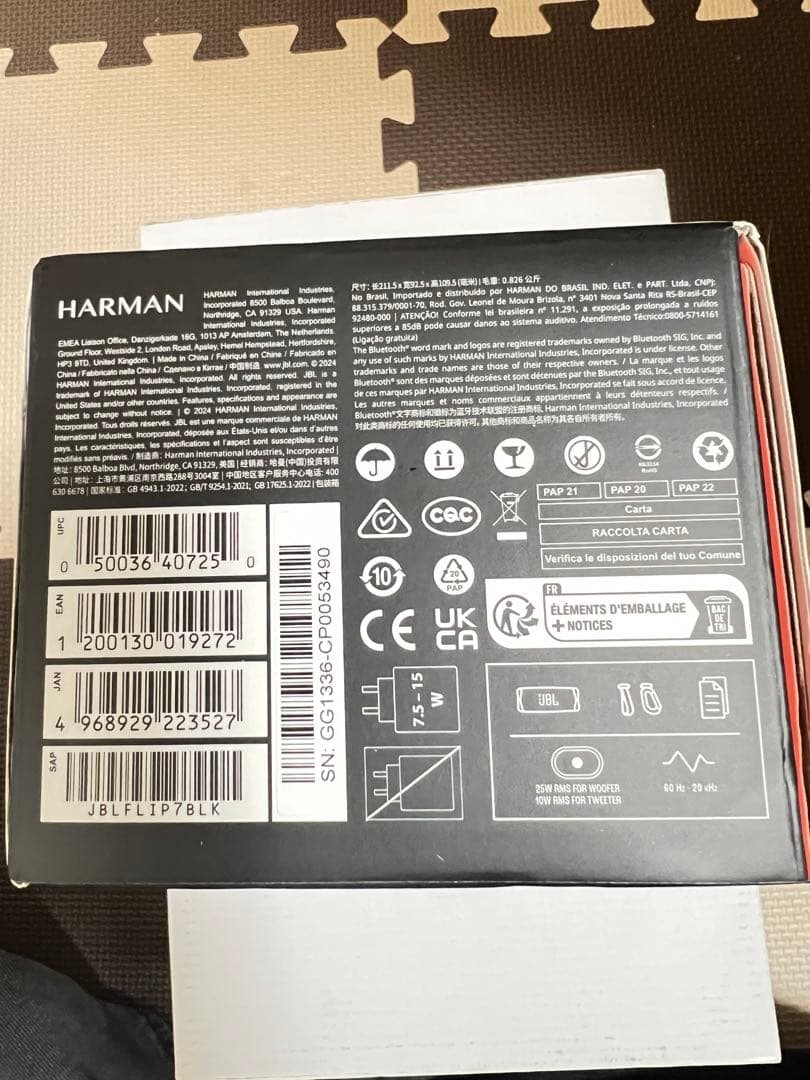 HARMAN
HARMAN International Industries,
Incorporated 8500 Balboa Boulevard,
Northridge, CA 91329 USA. Harman
International Industries, Incorporated
EMEA Liaison Office, Danzigerkade 16G, 1013 AP Amsterdam, The Netherlands.
Ground Floor, Westside 2, London Road, Apsley, Hemel Hempstead, Hertfordshire,
HP3 9TD, United Kingdom. | Made in China / Fabriqué en Chine / Fabricado en
China / Fabbricato nella China / Сделано в Китае / 中国制造 www.jbl.com © 2024
HARMAN International Industries, Incorporated. All rights reserved. JBL is a
trademark of HARMAN International Industries, Incorporated, registered in the
United States and/or other countries. Features, specifications and appearance are
subject to change without notice. | © 2024 HARMAN International Industries,
Incorporated. Tous droits réservés. JBL est une marque commerciale de HARMAN
International Industries, Incorporated, déposée aux États-Unis et/ou dans d'autres
pays. Les caractéristiques, les spécifications et l'aspect sont susceptibles d'être
modifiés sans préavis. / 制造商: Harman International Industries, Incorporated |
地址: 8500 Balboa Blvd, Northridge, CA 91329, 美国 | 经销商: 哈曼(中国)投资有限
公司 | 地址: 上海市黄浦区南京西路288号3004室 | 中国地区客户服务中心电话: 400
630 6678 | 国家标准: GB 4943.1-2022; GB/T 9254.1-2021; GB 17625.1-2022 | 包装箱
尺寸: 长211.5 x 宽92.5 x 高109.5 (毫米) | 毛重: 0.826 公斤
No Brasil, Importado e distribuído por HARMAN DO BRASIL IND. ELET. e PART. Ltda, CNPJ:
88.315.379/0001-70, Rod. Gov. Leonel de Moura Brizola, n° 3401 Nova Santa Rita RS-Brasil-CEP
92480-000 | ATENÇÃO! Conforme lei brasileira n° 11.291, a exposição prolongada a ruídos
superiores a 85dB pode causar danos ao sistema auditivo. Atendimento Técnico:0800-5714161
(Ligação gratuita)
The Bluetooth® word mark and logos are registered trademarks owned by Bluetooth SIG, Inc. and
any use of such marks by HARMAN International Industries, Incorporated is under license. Other
trademarks and trade names are those of their respective owners. / La marque et les logos
Bluetooth® sont des marques déposées et sont détenues par the Bluetooth SIG, Inc., et tout usage
de ces marques par HARMAN International Industries, Incorporated se fait sous accord de licence.
Les autres marques et noms commerciaux appartiennent à leurs détenteurs respectifs. /
Bluetooth®文字商标和徽标为蓝牙技术联盟的注册商标, Harman International Industries, Incorporated
对此类商标的任何使用均已获得许可。其他商标和商品名称为其各自所有者所有。
RoHS
CQC
PAP 21
PAP 20
PAP 22
Carta
RACCOLTA CARTA
Verifica le disposizioni del tuo Comune
10
20
PAP
CE
UK
CA
FR
ÉLÉMENTS D'EMBALLAGE
+ NOTICES
BAC
DE
TRI
7.5 – 15
W
JBL
25W RMS FOR WOOFER
10W RMS FOR TWEETER
60 Hz - 20 kHz
UPC
0 50036 40725 0
EAN
1 200130 019272
JAN
4 968929 223527
SAP
JBLFLIP7BLK
SN: GG1336-CP0053490